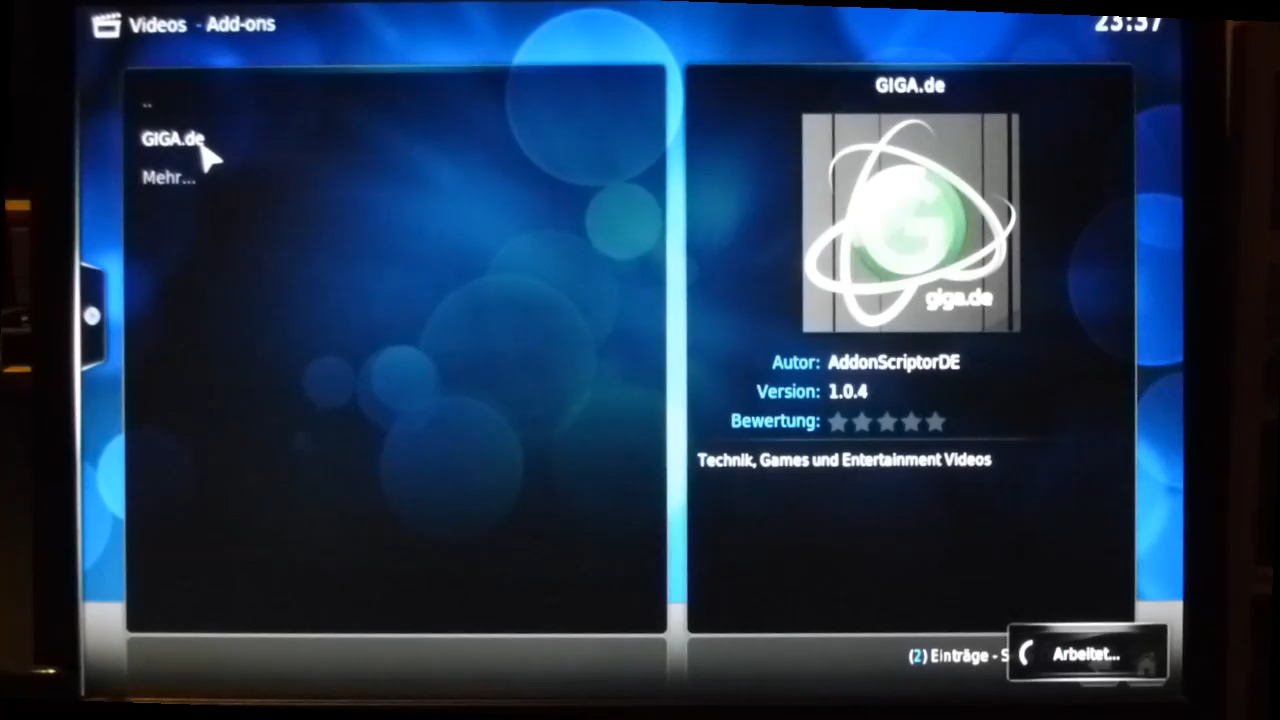 Videos - Add-ons
23:37
..
GIGA.de
Mehr...
GIGA.de
G
giga.de
Autor: AddonScriptorDE
Version: 1.0.4
Bewertung:
Technik, Games und Entertainment Videos
(2) Einträge - S
Arbeitet...